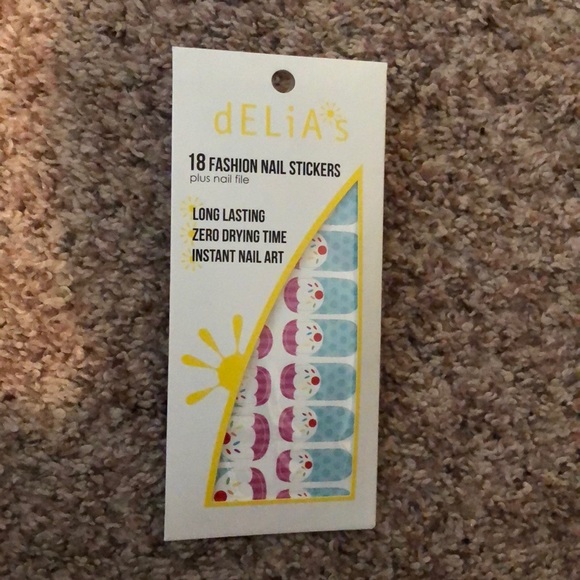 dELiA's
18 FASHION NAIL STICKERS
plus nail file
LONG LASTING
ZERO DRYING TIME
INSTANT NAIL ART